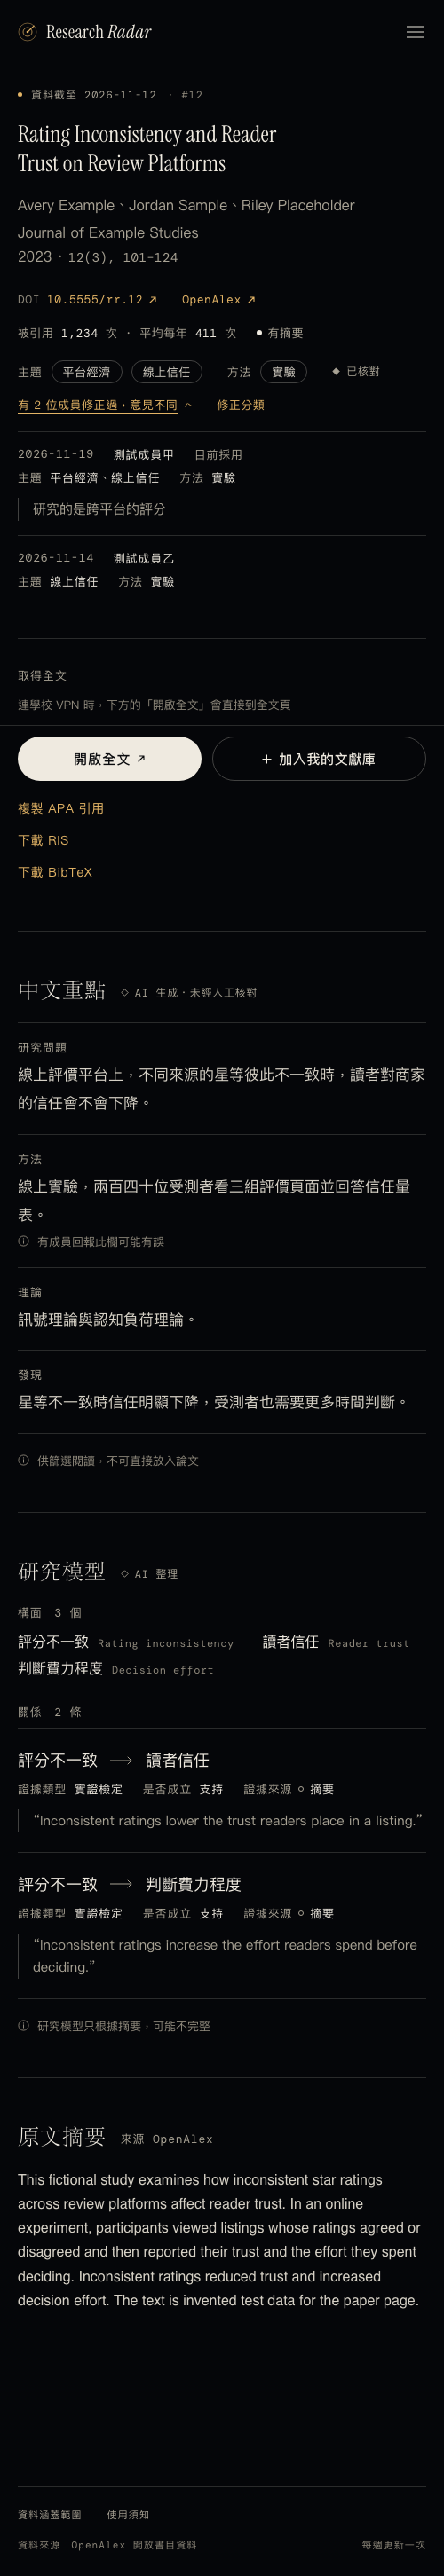 Research Radar
資料截至 2026-11-12 · #12
Rating Inconsistency and Reader
Trust on Review Platforms
Avery Example、Jordan Sample、Riley Placeholder
Journal of Example Studies
2023 · 12(3), 101–124
DOI 10.5555/rr.12 ↗ OpenAlex ↗
被引用 1,234 次 · 平均每年 411 次 有摘要
主題 平台經濟 線上信任 方法 實驗 ◆ 已核對
有 2 位成員修正過，意見不同 修正分類
2026-11-19 測試成員甲 目前採用
主題 平台經濟、線上信任 方法 實驗
研究的是跨平台的評分
2026-11-14 測試成員乙
主題 線上信任 方法 實驗
取得全文
連學校 VPN 時，下方的「開啟全文」會直接到全文頁
開啟全文 ↗ ＋ 加入我的文獻庫
複製 APA 引用
下載 RIS
下載 BibTeX
中文重點 ◇ AI 生成・未經人工核對
研究問題
線上評價平台上，不同來源的星等彼此不一致時，讀者對商家
的信任會不會下降。
方法
線上實驗，兩百四十位受測者看三組評價頁面並回答信任量
表。
ⓘ 有成員回報此欄可能有誤
理論
訊號理論與認知負荷理論。
發現
星等不一致時信任明顯下降，受測者也需要更多時間判斷。
ⓘ 供篩選閱讀，不可直接放入論文
研究模型 ◇ AI 整理
構面 3 個
評分不一致 Rating inconsistency 讀者信任 Reader trust
判斷費力程度 Decision effort
關係 2 條
評分不一致 → 讀者信任
證據類型 實證檢定 是否成立 支持 證據來源 ○ 摘要
“Inconsistent ratings lower the trust readers place in a listing.”
評分不一致 → 判斷費力程度
證據類型 實證檢定 是否成立 支持 證據來源 ○ 摘要
“Inconsistent ratings increase the effort readers spend before
deciding.”
ⓘ 研究模型只根據摘要，可能不完整
原文摘要 來源 OpenAlex
This fictional study examines how inconsistent star ratings
across review platforms affect reader trust. In an online
experiment, participants viewed listings whose ratings agreed or
disagreed and then reported their trust and the effort they spent
deciding. Inconsistent ratings reduced trust and increased
decision effort. The text is invented test data for the paper page.
資料涵蓋範圍 使用須知
資料來源 OpenAlex 開放書目資料 每週更新一次